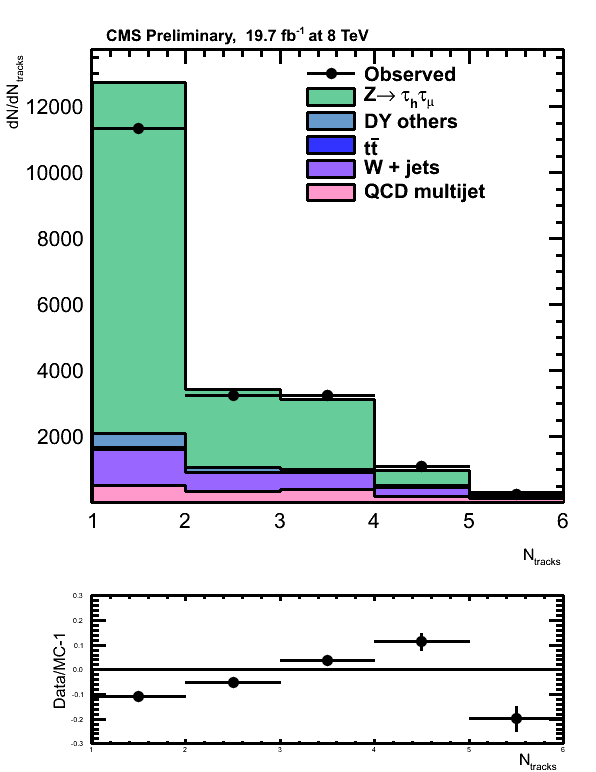 CMS Preliminary, 19.7 fb⁻¹ at 8 TeV
dN/dN_tracks
Observed
Z→ τ_hτ_μ
DY others
tt̄
W + jets
QCD multijet
12000
10000
8000
6000
4000
2000
1 2 3 4 5 6
N_tracks
Data/MC-1
0.3
0.2
0.1
0.0
-0.1
-0.2
-0.3
1 2 3 4 5 6
N_tracks